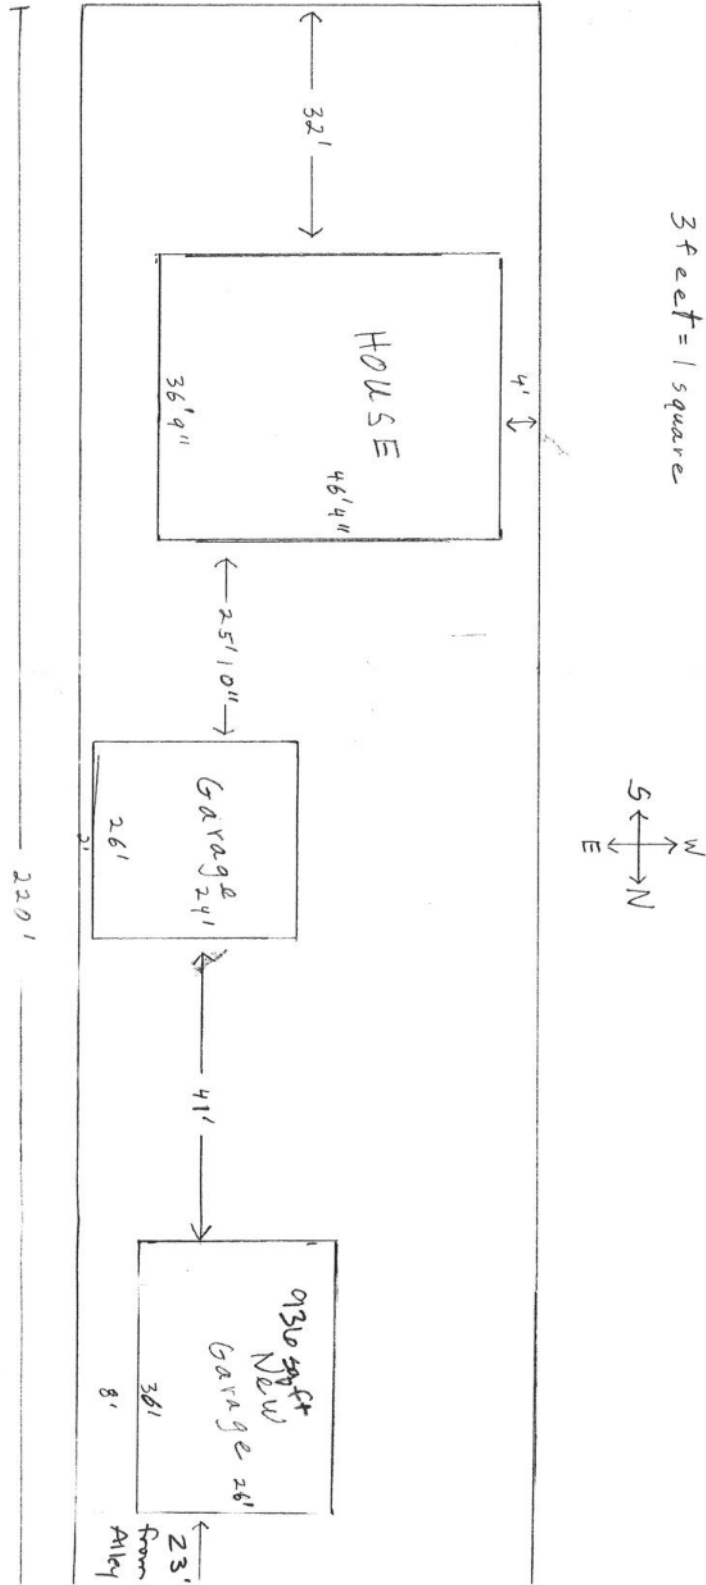 3 feet = 1 square
32'
HOUSE
4'
36'9"
46'4"
S
W
E
N
25'10"
Garage
24'
26'
2'
220'
41'
936 sqft
New
Garage 26'
36'
8'
23'
from
Alley